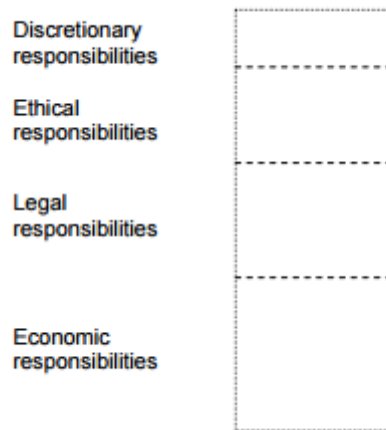 Discretionary
responsibilities
Ethical
responsibilities
Legal
responsibilities
Economic
responsibilities